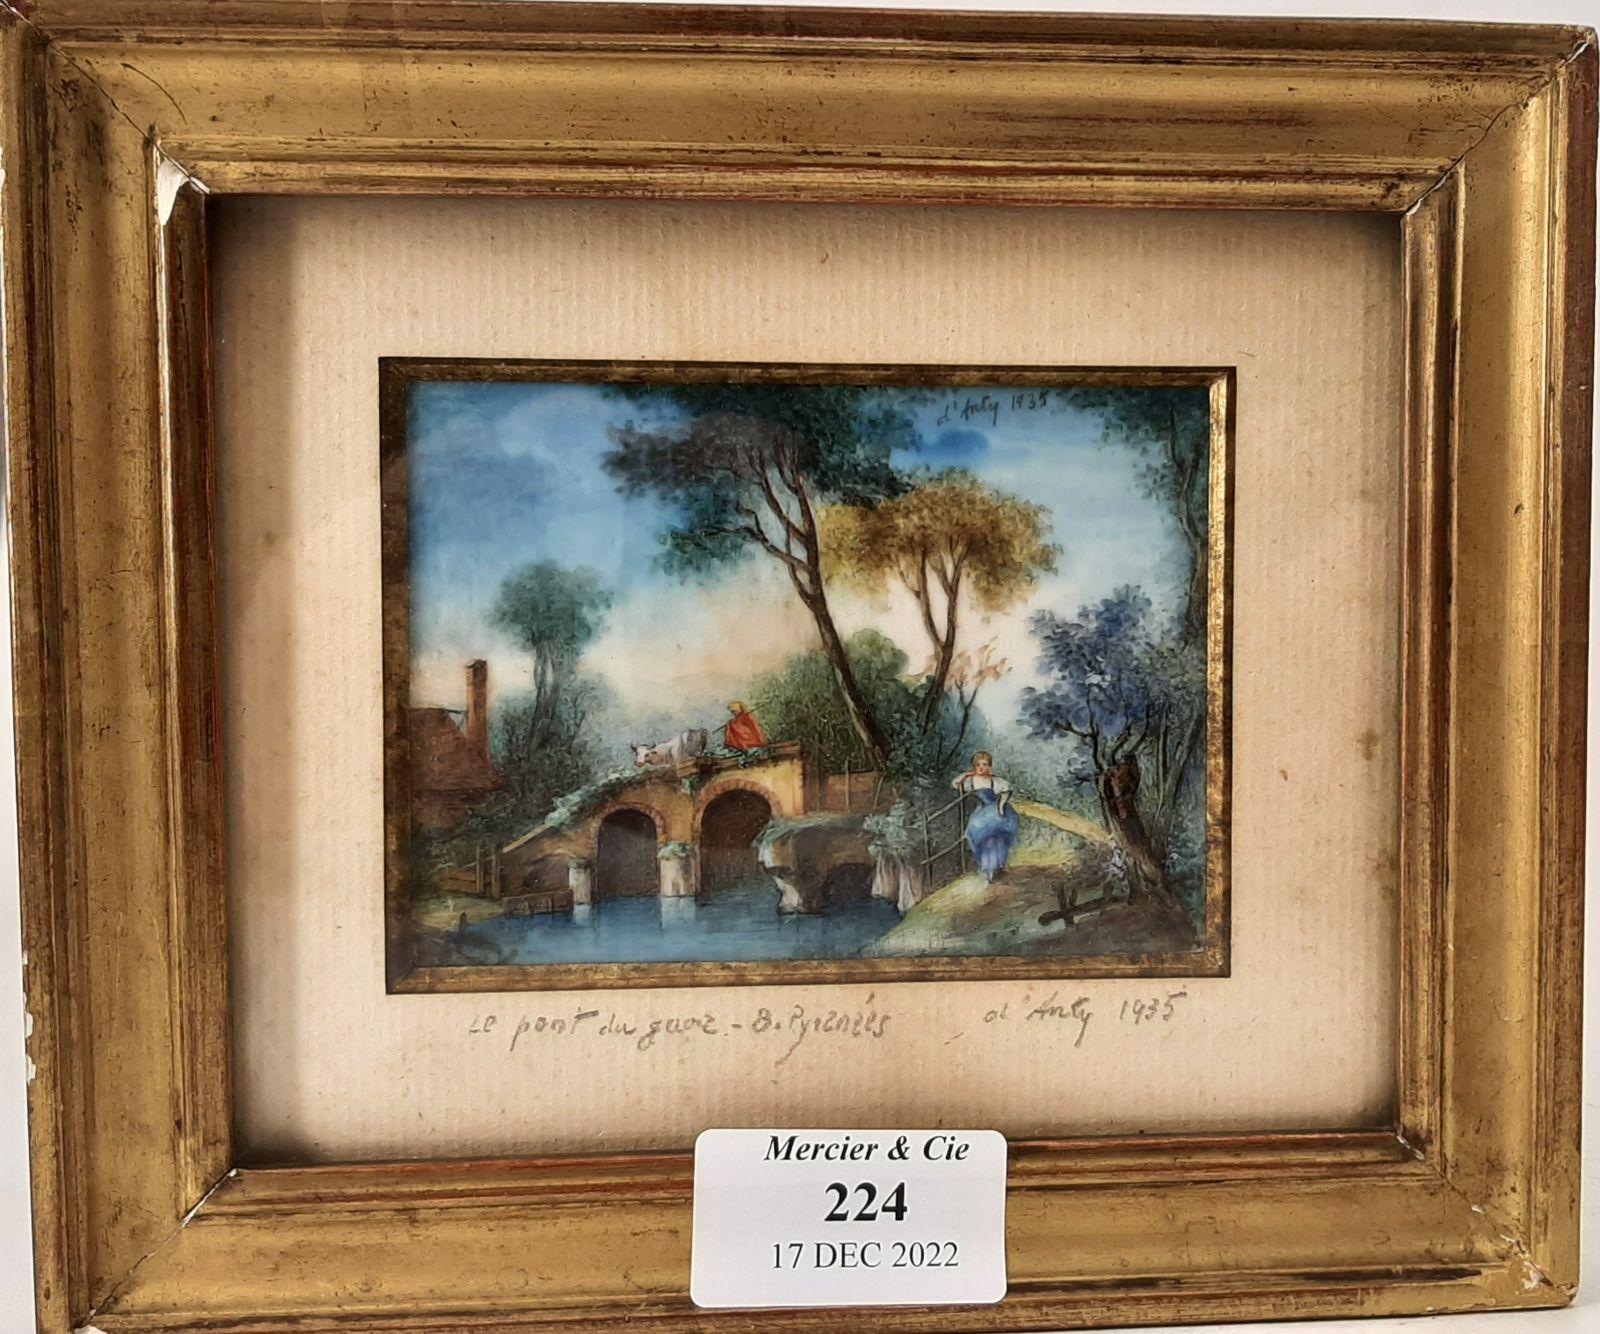 d'Anty 1935
Le pont du gave - B. Pyrénées d'Anty 1935
Mercier & Cie
224
17 DEC 2022